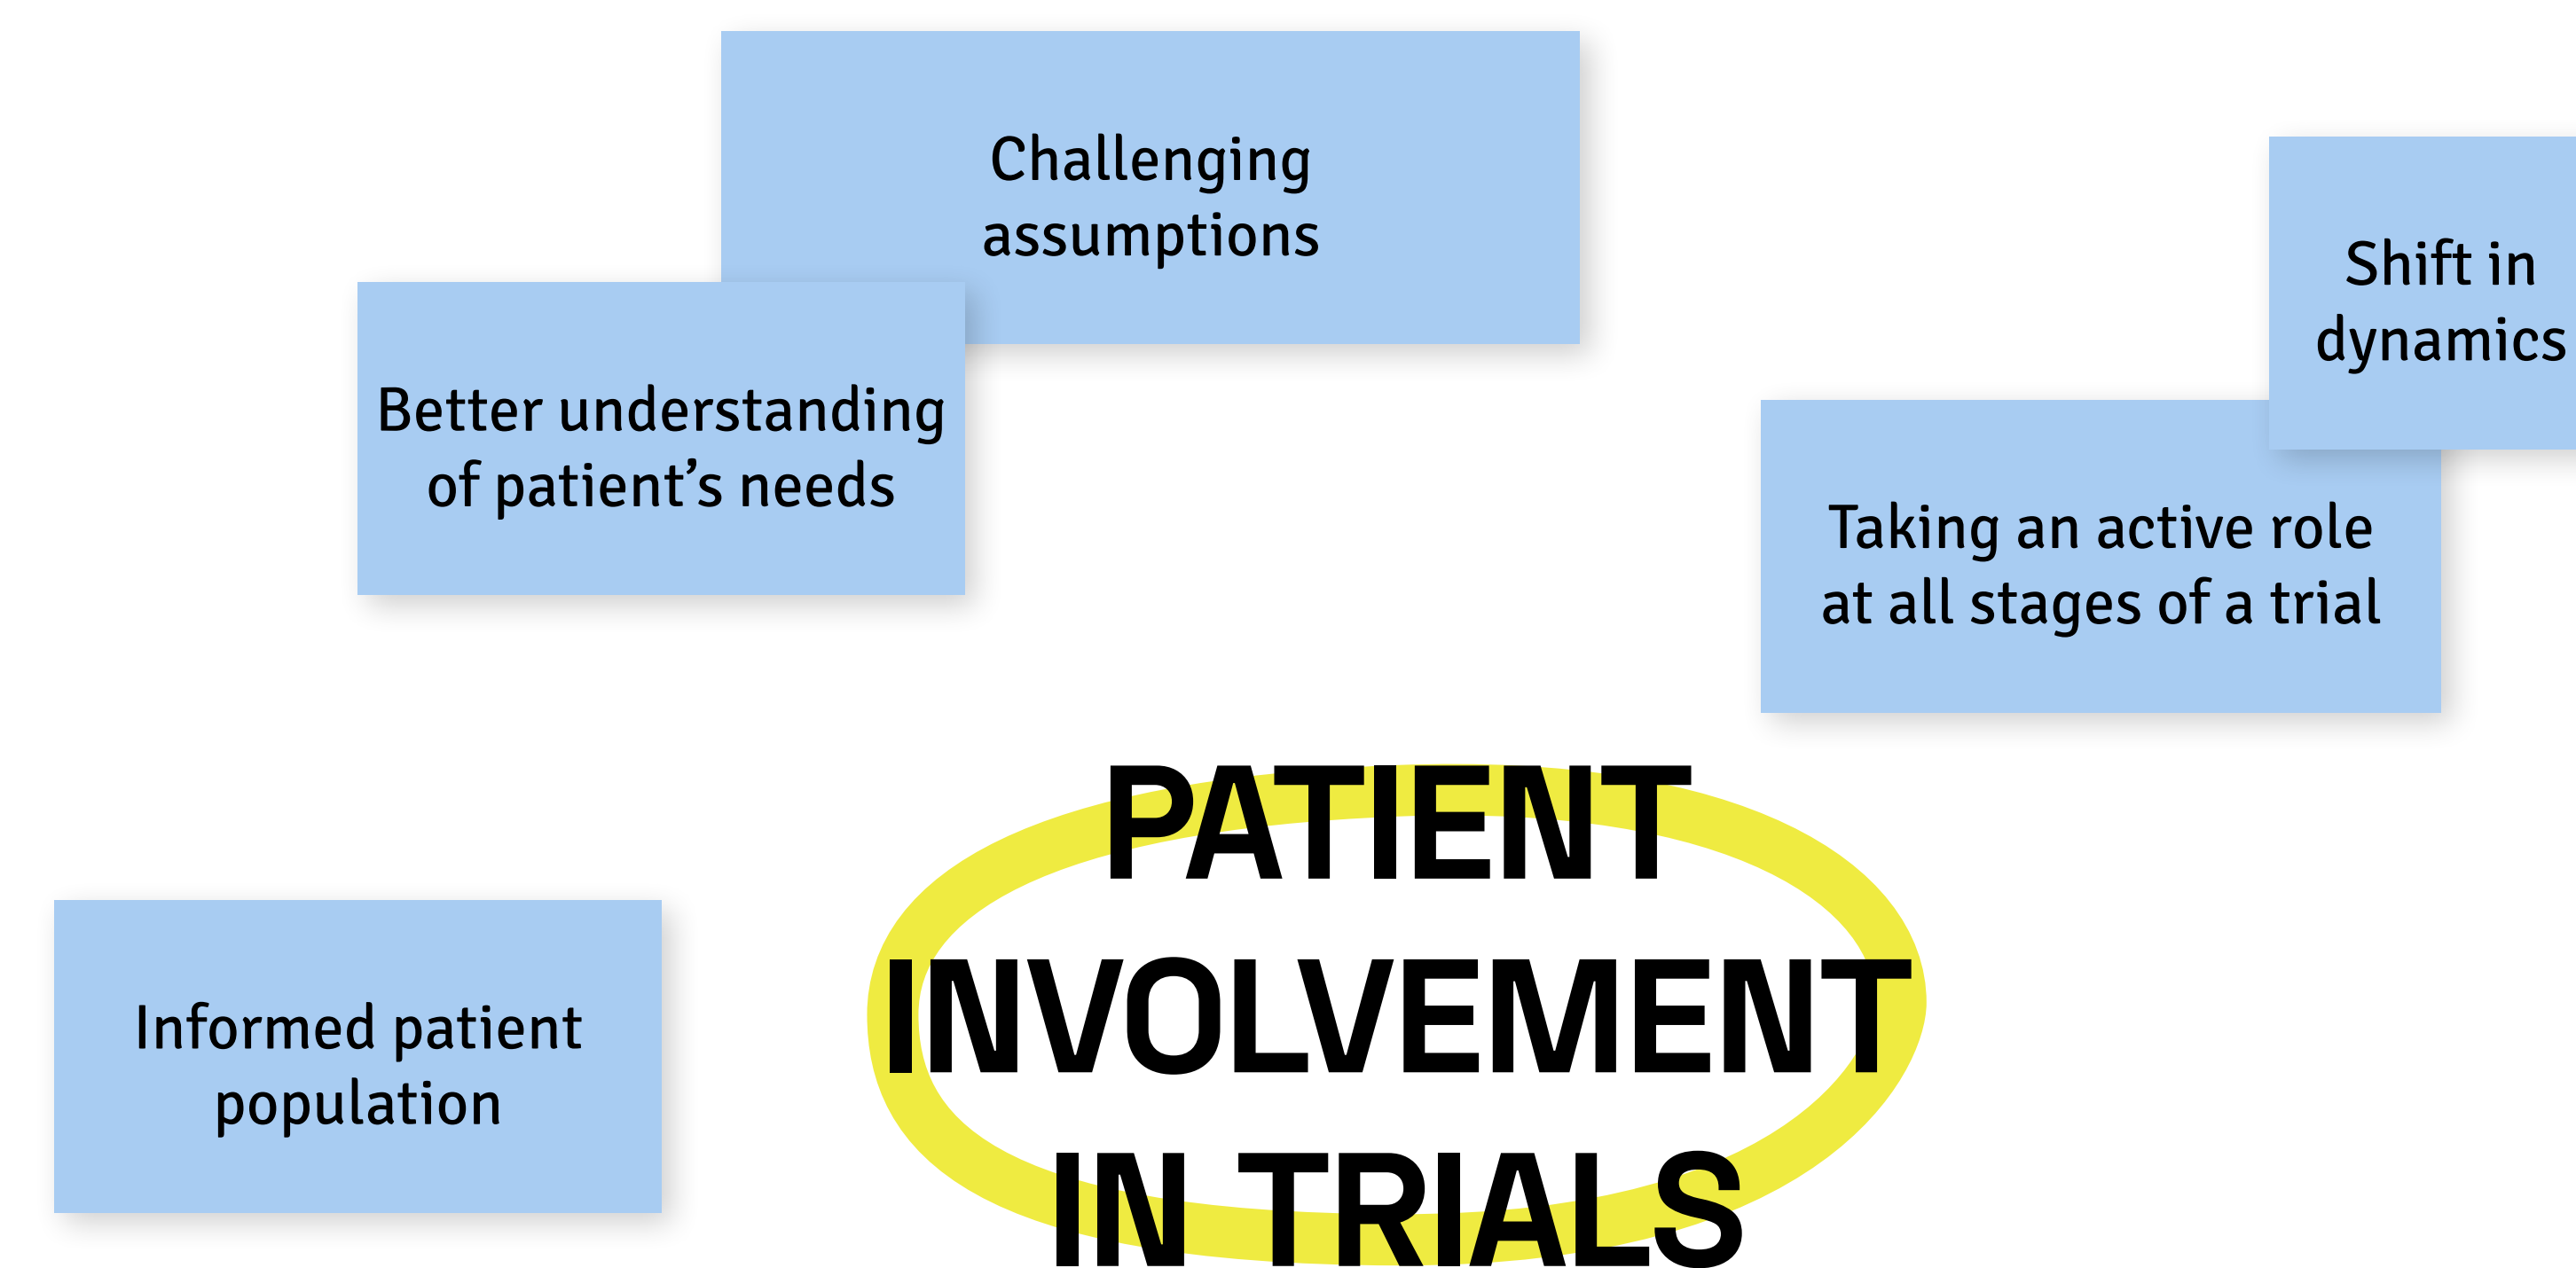 Challenging
assumptions
Better understanding
of patient’s needs
Shift in
dynamics
Taking an active role
at all stages of a trial
PATIENT
INVOLVEMENT
IN TRIALS
Informed patient
population